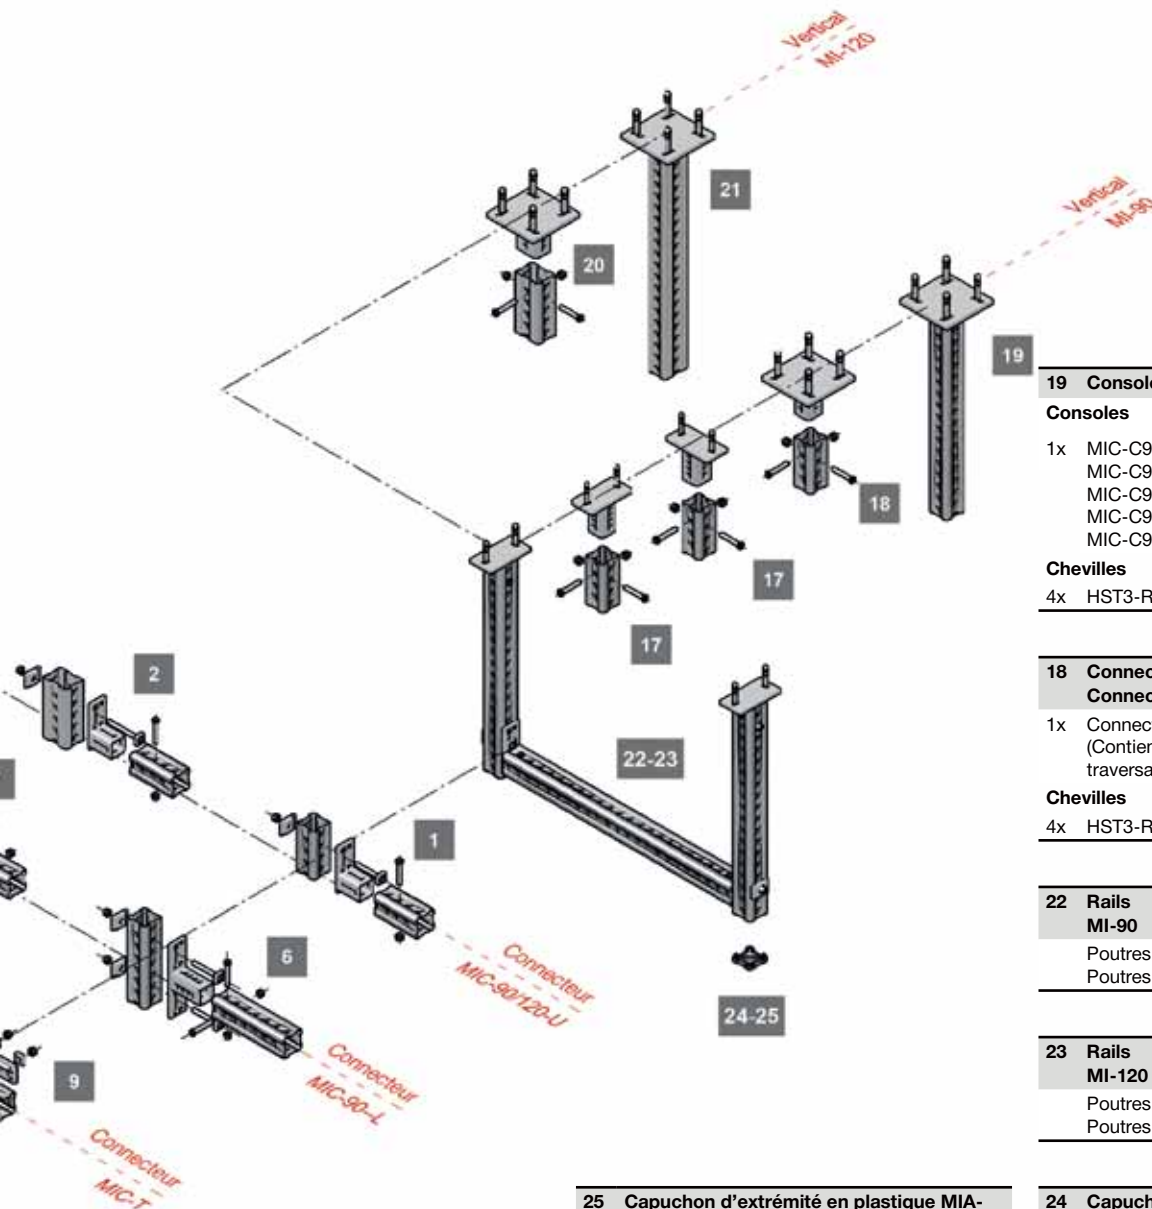 Vertical
MI-120
21
Vertical
MI-90
20
19
18
17
17
2
22-23
1
Connecteur
MIC-90/120-U
6
24-25
Connecteur
MIC-90-L
9
Connecteur
MIC-T
19 Console
Consoles
1x MIC-C9
MIC-C9
MIC-C9
MIC-C9
MIC-C9
Chevilles
4x HST3-R
18 Connec
Connec
1x Connect
(Contien
traversa
Chevilles
4x HST3-R
22 Rails
MI-90
Poutres
Poutres
23 Rails
MI-120
Poutres
Poutres
25 Capuchon d'extrémité en plastique MIA-
24 Capuch